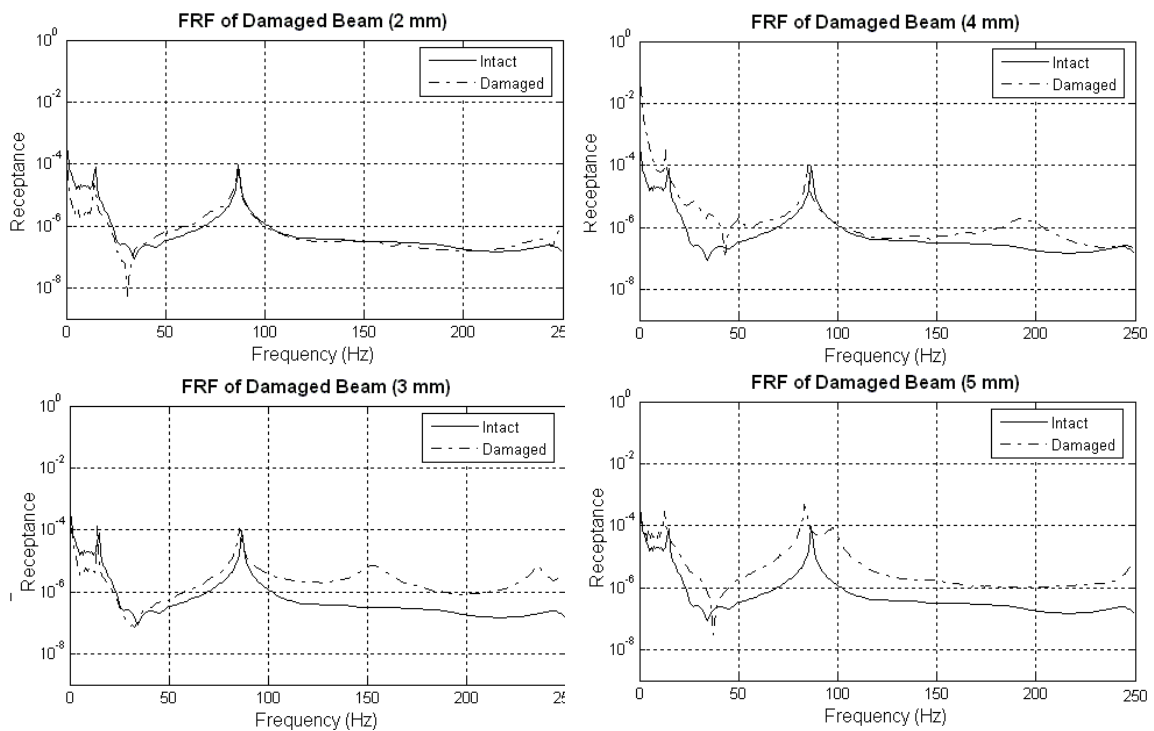 FRF of Damaged Beam (2 mm)
10^0
10^-2
10^-4
10^-6
10^-8
Receptance
Intact
Damaged
0 50 100 150 200 25
Frequency (Hz)
FRF of Damaged Beam (4 mm)
10^0
10^-2
10^-4
10^-6
10^-8
Receptance
Intact
Damaged
0 50 100 150 200 250
Frequency (Hz)
FRF of Damaged Beam (3 mm)
10^0
10^-2
10^-4
10^-6
10^-8
Receptance
Intact
Damaged
0 50 100 150 200 25
Frequency (Hz)
FRF of Damaged Beam (5 mm)
10^0
10^-2
10^-4
10^-6
10^-8
Receptance
Intact
Damaged
0 50 100 150 200 250
Frequency (Hz)